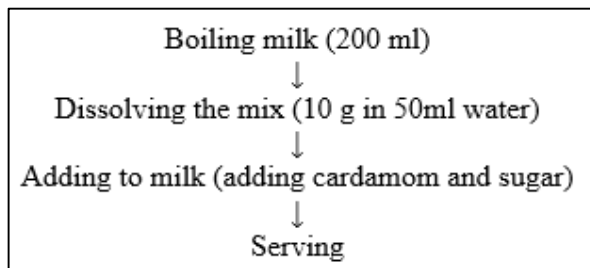 Boiling milk (200 ml)
↓
Dissolving the mix (10 g in 50ml water)
↓
Adding to milk (adding cardamom and sugar)
↓
Serving